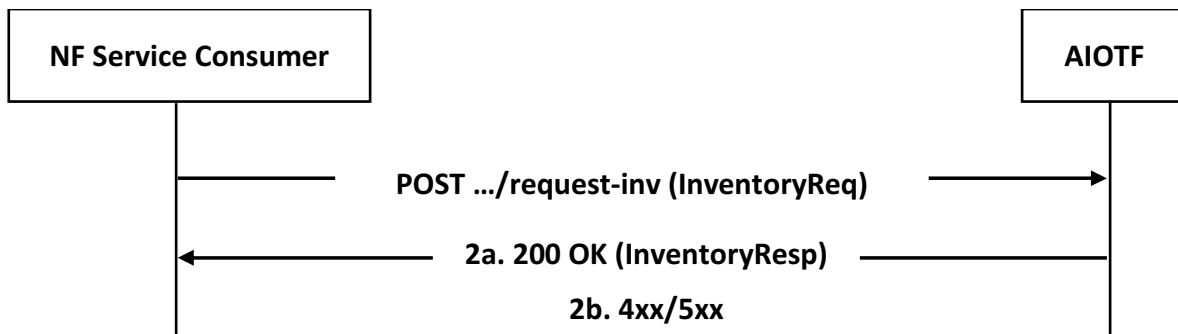 NF Service Consumer
AIOTF
POST …/request-inv (InventoryReq)
2a. 200 OK (InventoryResp)
2b. 4xx/5xx